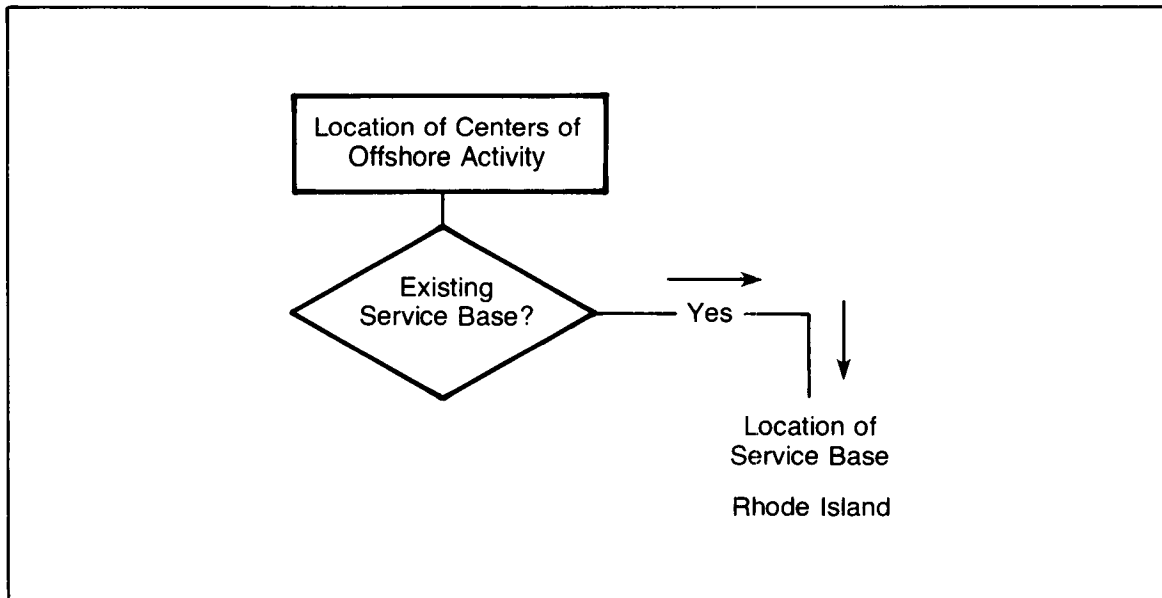 Location of Centers of
Offshore Activity
Existing
Service Base?
Yes
Location of
Service Base
Rhode Island